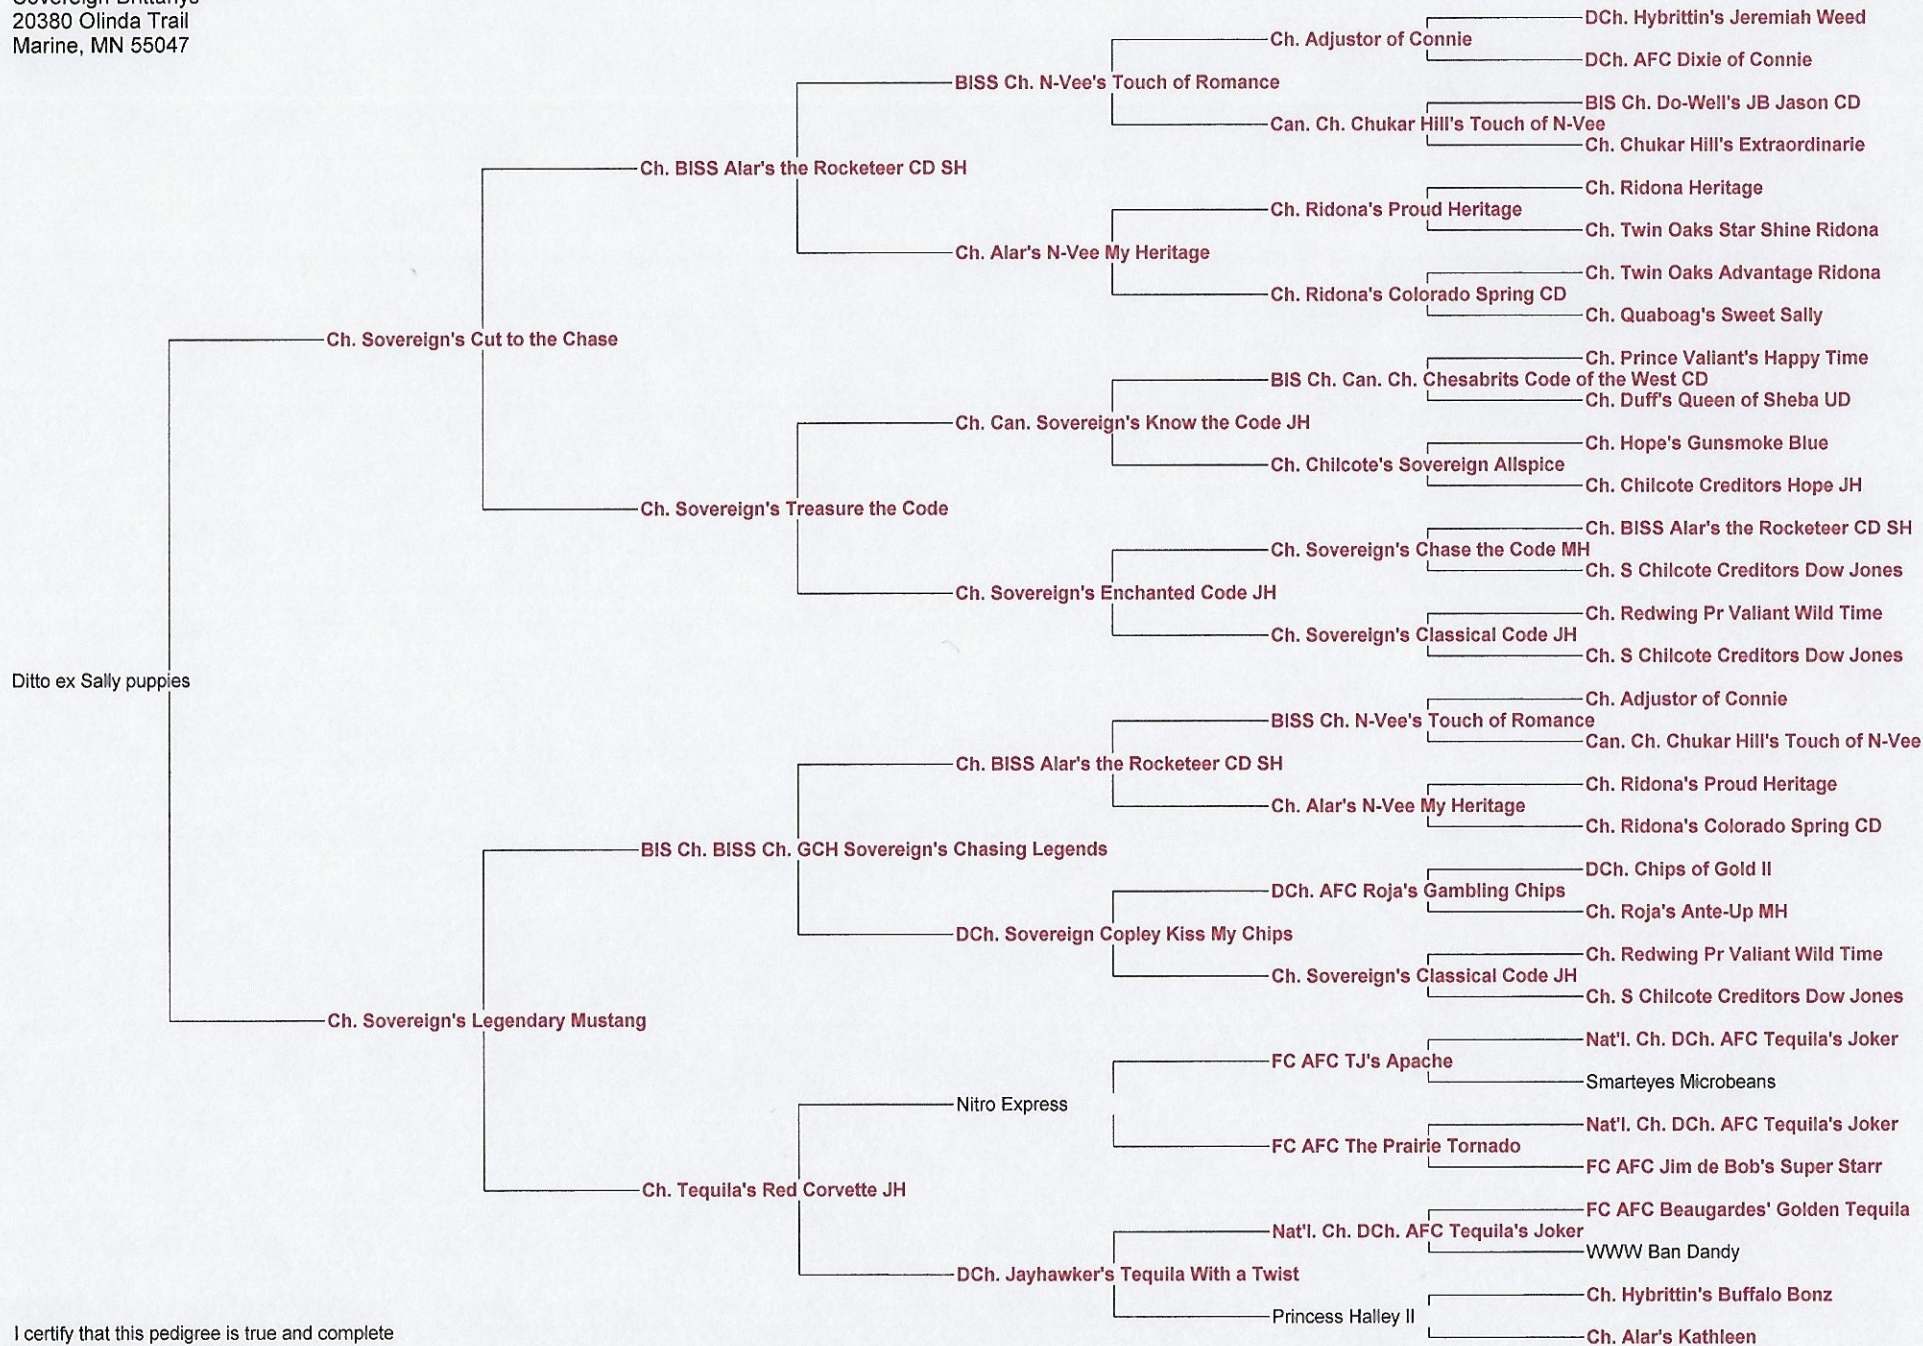 Sovereign Brittanys
20380 Olinda Trail
Marine, MN 55047
DCh. Hybrittin's Jeremiah Weed
Ch. Adjustor of Connie
DCh. AFC Dixie of Connie
BISS Ch. N-Vee's Touch of Romance
BIS Ch. Do-Well's JB Jason CD
Can. Ch. Chukar Hill's Touch of N-Vee
Ch. Chukar Hill's Extraordinarie
Ch. BISS Alar's the Rocketeer CD SH
Ch. Ridona Heritage
Ch. Ridona's Proud Heritage
Ch. Twin Oaks Star Shine Ridona
Ch. Alar's N-Vee My Heritage
Ch. Twin Oaks Advantage Ridona
Ch. Ridona's Colorado Spring CD
Ch. Quaboag's Sweet Sally
Ch. Sovereign's Cut to the Chase
Ch. Prince Valiant's Happy Time
BIS Ch. Can. Ch. Chesabrits Code of the West CD
Ch. Duff's Queen of Sheba UD
Ch. Can. Sovereign's Know the Code JH
Ch. Hope's Gunsmoke Blue
Ch. Chilcote's Sovereign Allspice
Ch. Chilcote Creditors Hope JH
Ch. Sovereign's Treasure the Code
Ch. BISS Alar's the Rocketeer CD SH
Ch. Sovereign's Chase the Code MH
Ch. S Chilcote Creditors Dow Jones
Ch. Sovereign's Enchanted Code JH
Ch. Redwing Pr Valiant Wild Time
Ch. Sovereign's Classical Code JH
Ch. S Chilcote Creditors Dow Jones
Ditto ex Sally puppies
Ch. Adjustor of Connie
BISS Ch. N-Vee's Touch of Romance
Can. Ch. Chukar Hill's Touch of N-Vee
Ch. BISS Alar's the Rocketeer CD SH
Ch. Ridona's Proud Heritage
Ch. Alar's N-Vee My Heritage
Ch. Ridona's Colorado Spring CD
BIS Ch. BISS Ch. GCH Sovereign's Chasing Legends
DCh. Chips of Gold II
DCh. AFC Roja's Gambling Chips
Ch. Roja's Ante-Up MH
DCh. Sovereign Copley Kiss My Chips
Ch. Redwing Pr Valiant Wild Time
Ch. Sovereign's Classical Code JH
Ch. S Chilcote Creditors Dow Jones
Ch. Sovereign's Legendary Mustang
Nat'l. Ch. DCh. AFC Tequila's Joker
FC AFC TJ's Apache
Smarteyes Microbeans
Nitro Express
Nat'l. Ch. DCh. AFC Tequila's Joker
FC AFC The Prairie Tornado
FC AFC Jim de Bob's Super Starr
Ch. Tequila's Red Corvette JH
FC AFC Beaugardes' Golden Tequila
Nat'l. Ch. DCh. AFC Tequila's Joker
WWW Ban Dandy
DCh. Jayhawker's Tequila With a Twist
Ch. Hybrittin's Buffalo Bonz
Princess Halley II
Ch. Alar's Kathleen
I certify that this pedigree is true and complete